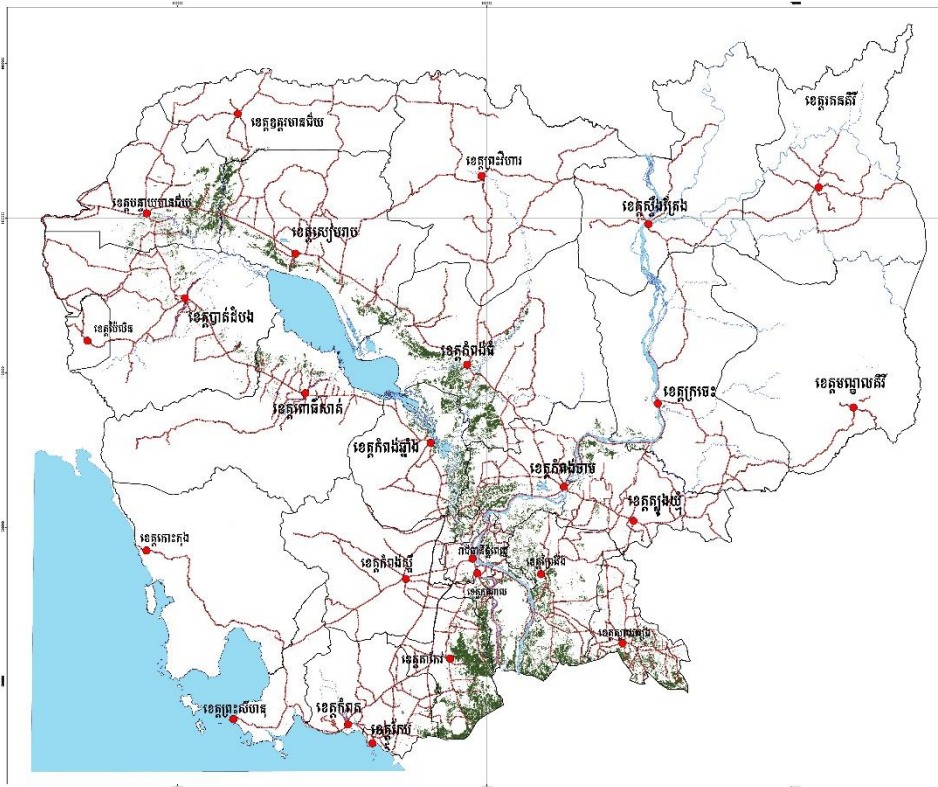 ខេត្តរតនគីរី
ខេត្តឧត្តរមានជ័យ
ខេត្តព្រះវិហារ
ខេត្តបន្ទាយមានជ័យ
ខេត្តស្ទឹងត្រែង
ខេត្តសៀមរាប
ខេត្តបាត់ដំបង
ខេត្តប៉ៃលិន
ខេត្តកំពង់ធំ
ខេត្តមណ្ឌលគីរី
ខេត្តក្រចេះ
ខេត្តពោធិ៍សាត់
ខេត្តកំពង់ឆ្នាំង
ខេត្តកំពង់ចាម
ខេត្តត្បូងឃ្មុំ
ខេត្តកោះកុង
ខេត្តកំពង់ស្ពឺ
ខេត្តព្រៃវែង
ខេត្តកណ្តាល
ខេត្តស្វាយរៀង
ខេត្តតាកែវ
ខេត្តព្រះសីហនុ
ខេត្តកំពត
ខេត្តកែប